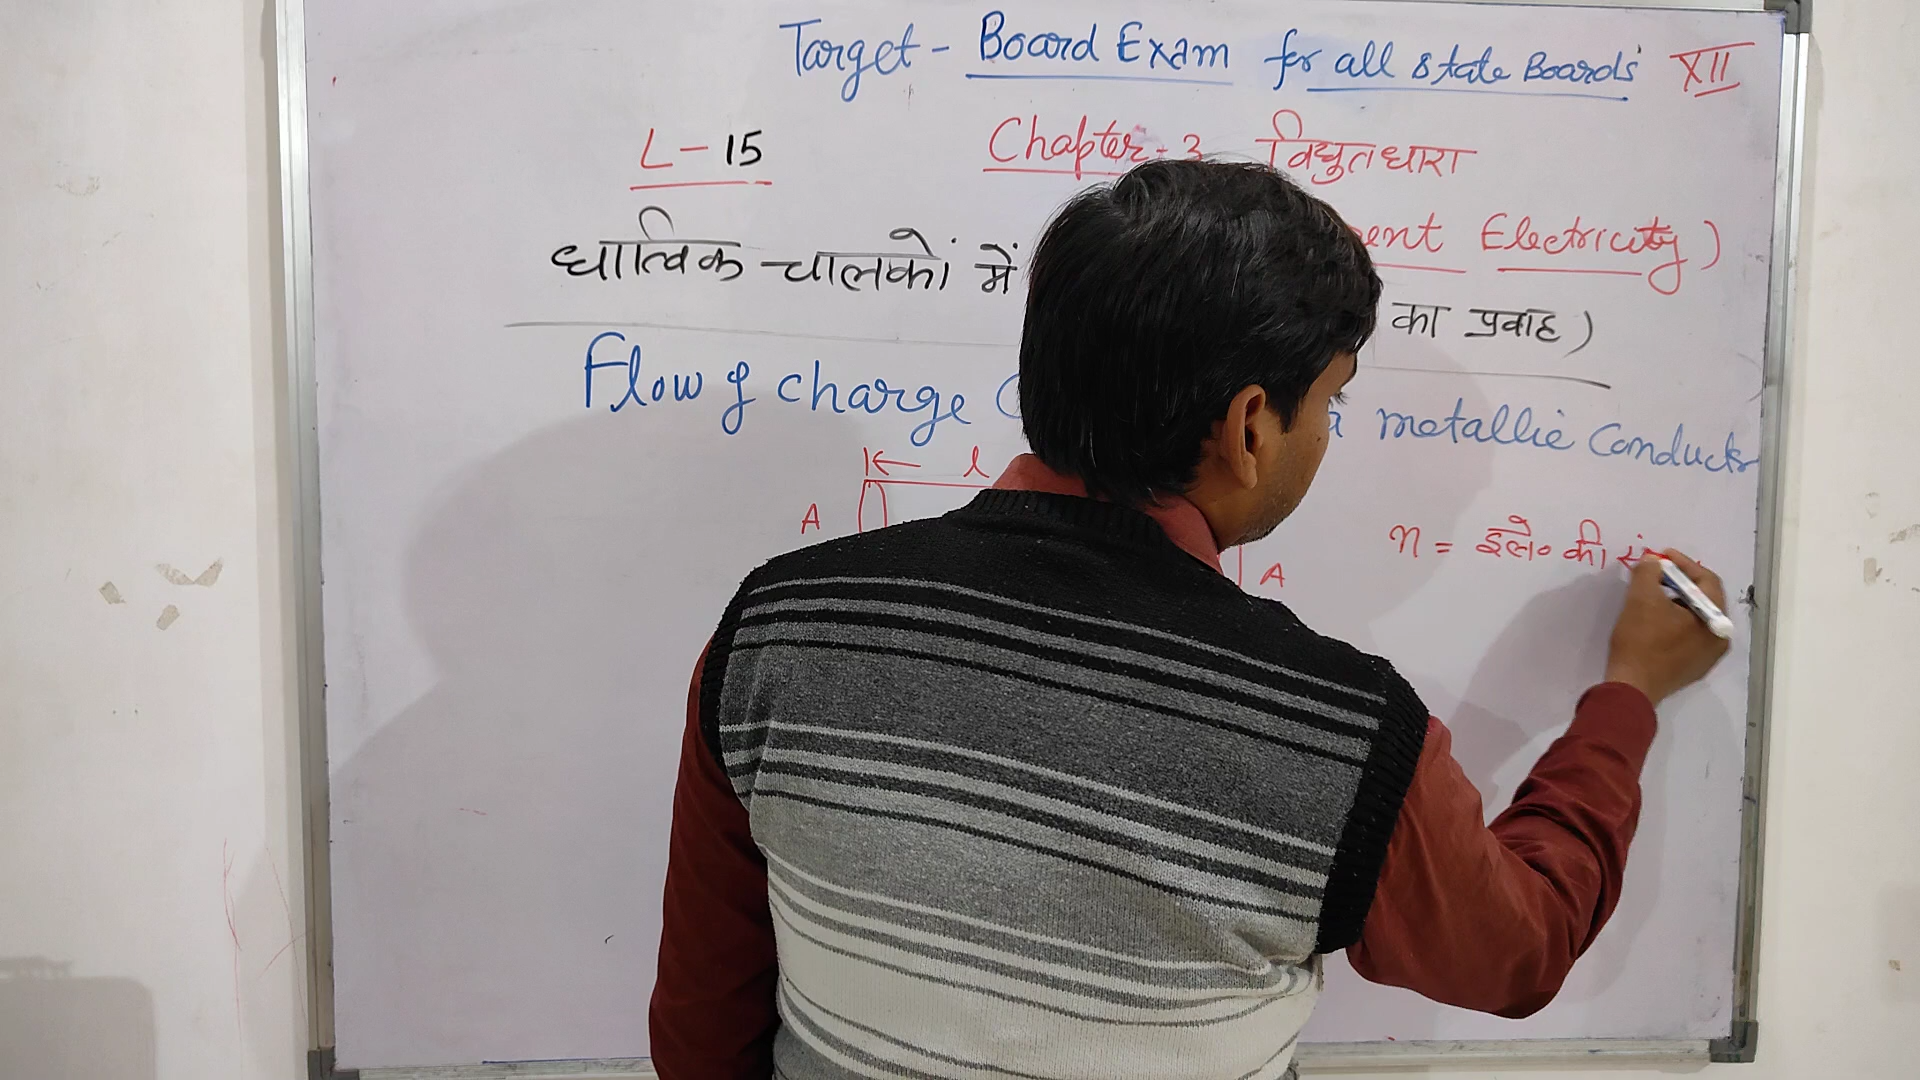 Target - Board Exam for all state Boards XII
L - 15 Chapter - 3 विधुतधारा
ent Electricity)
धात्विक चालकों में
का प्रवाह)
Flow of charge metallic Conductor
l
A
n = इलै० की
A